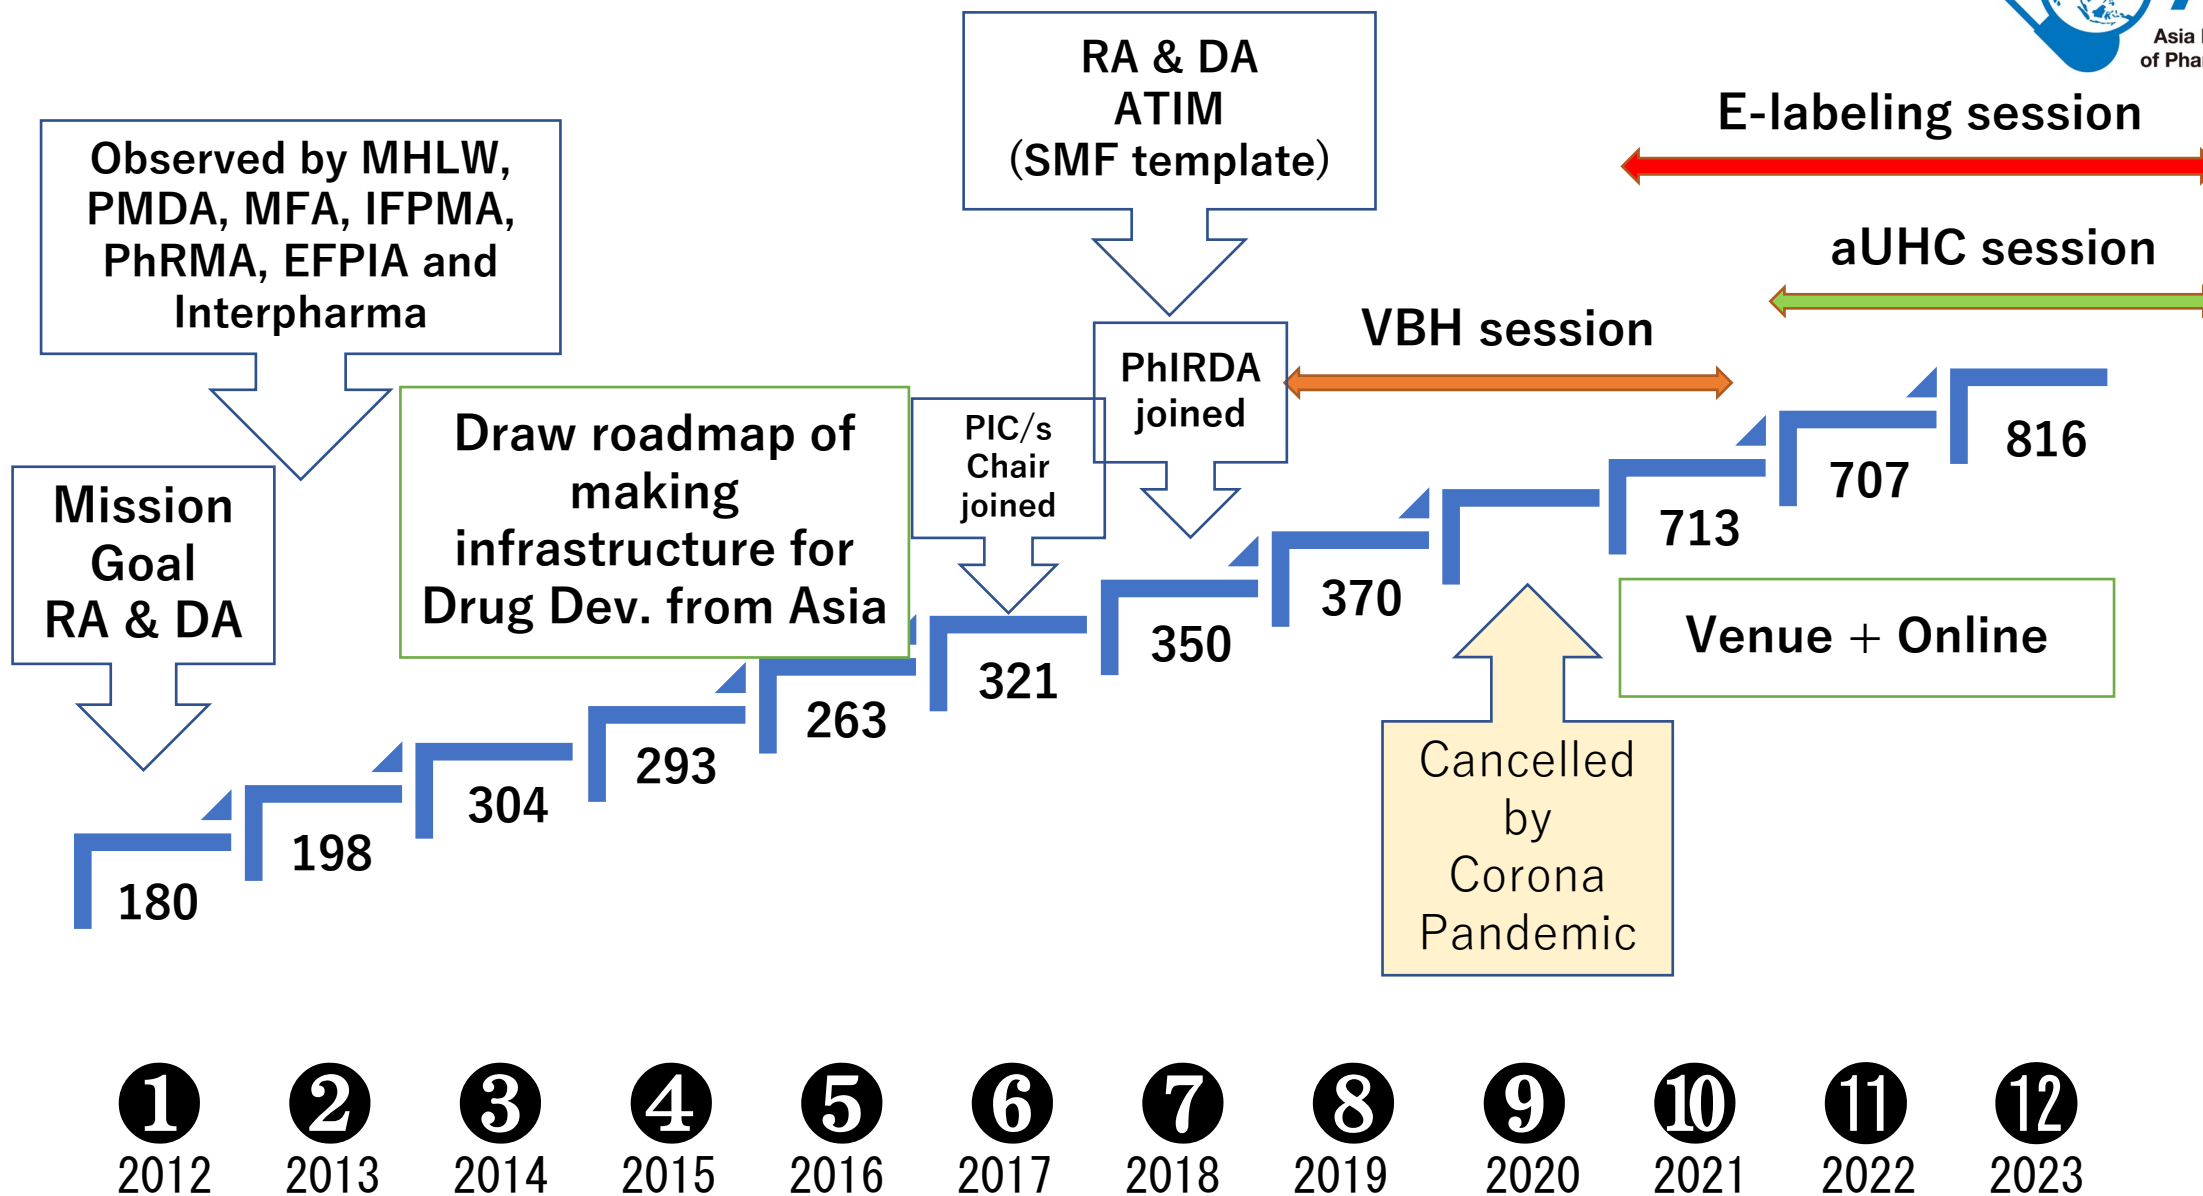 Asia
of Pha
RA & DA
ATIM
(SMF template)
E-labeling session
Observed by MHLW,
PMDA, MFA, IFPMA,
PhRMA, EFPIA and
Interpharma
aUHC session
VBH session
PhIRDA
joined
Draw roadmap of
making
infrastructure for
Drug Dev. from Asia
PIC/s
Chair
joined
Mission
Goal
RA & DA
180
198
304
293
263
321
350
370
713
707
816
Venue + Online
Cancelled
by
Corona
Pandemic
❶ ❷ ❸ ❹ ❺ ❻ ❼ ❽ ❾ ❿ ⓫ ⓬
2012 2013 2014 2015 2016 2017 2018 2019 2020 2021 2022 2023